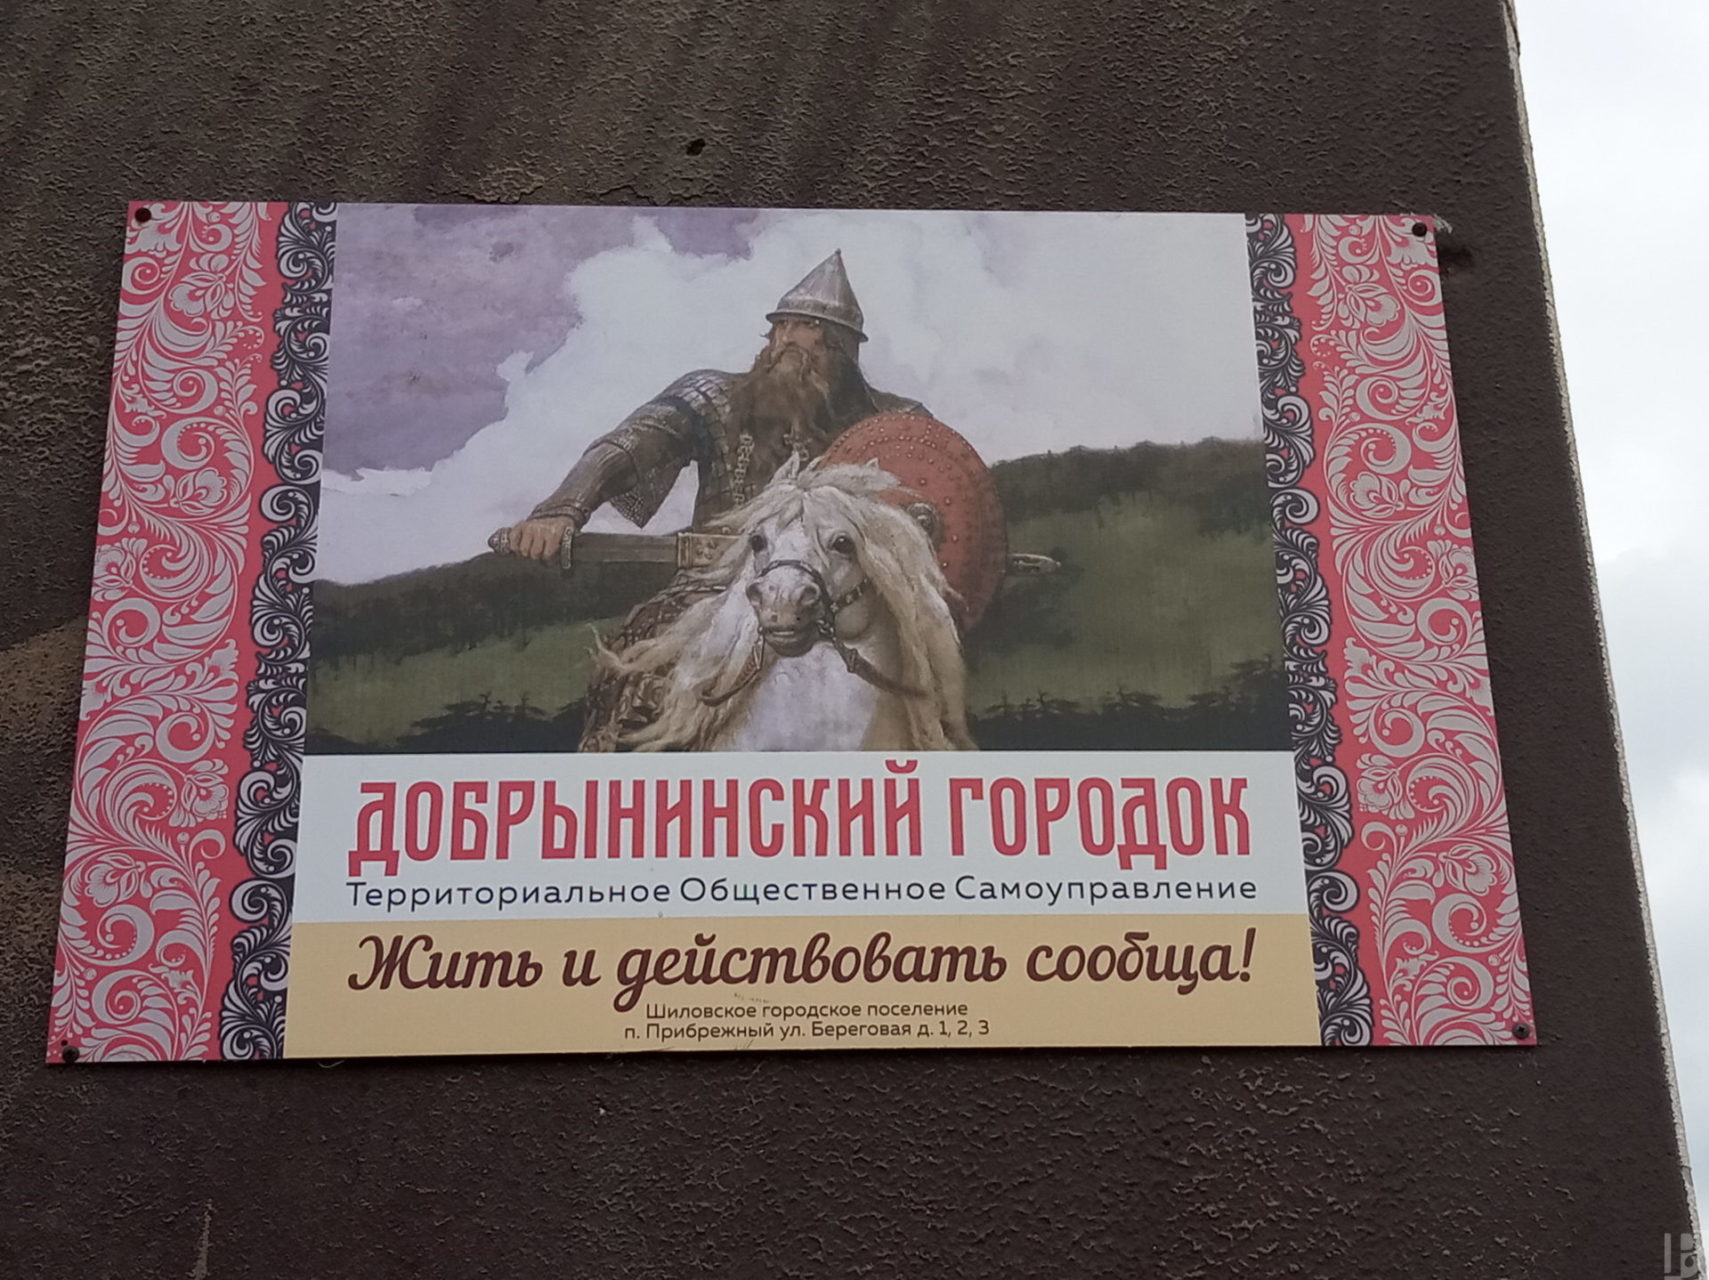 ДОБРЫНИНСКИЙ ГОРОДОК
Территориальное Общественное Самоуправление
Жить и действовать сообща!
Шиловское городское поселение
п. Прибрежный ул. Береговая д. 1, 2, 3